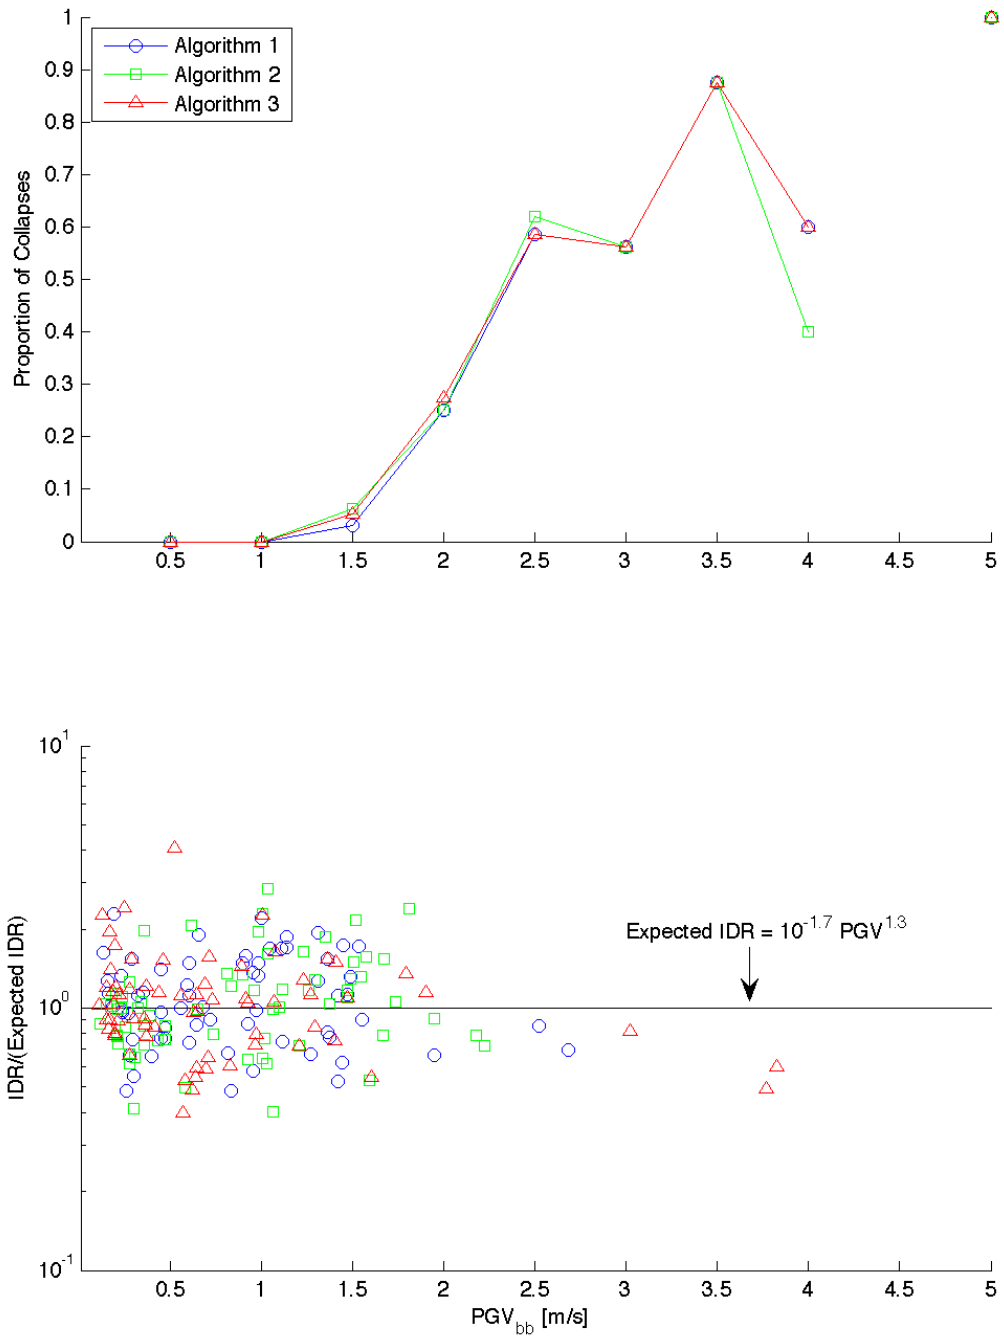 1
0.9
0.8
0.7
0.6
0.5
0.4
0.3
0.2
0.1
0
Proportion of Collapses
Algorithm 1
Algorithm 2
Algorithm 3
0.5 1 1.5 2 2.5 3 3.5 4 4.5 5
10^1
10^0
10^-1
IDR/(Expected IDR)
Expected IDR = 10^-1.7 PGV^1.3
0.5 1 1.5 2 2.5 3 3.5 4 4.5 5
PGV_bb [m/s]